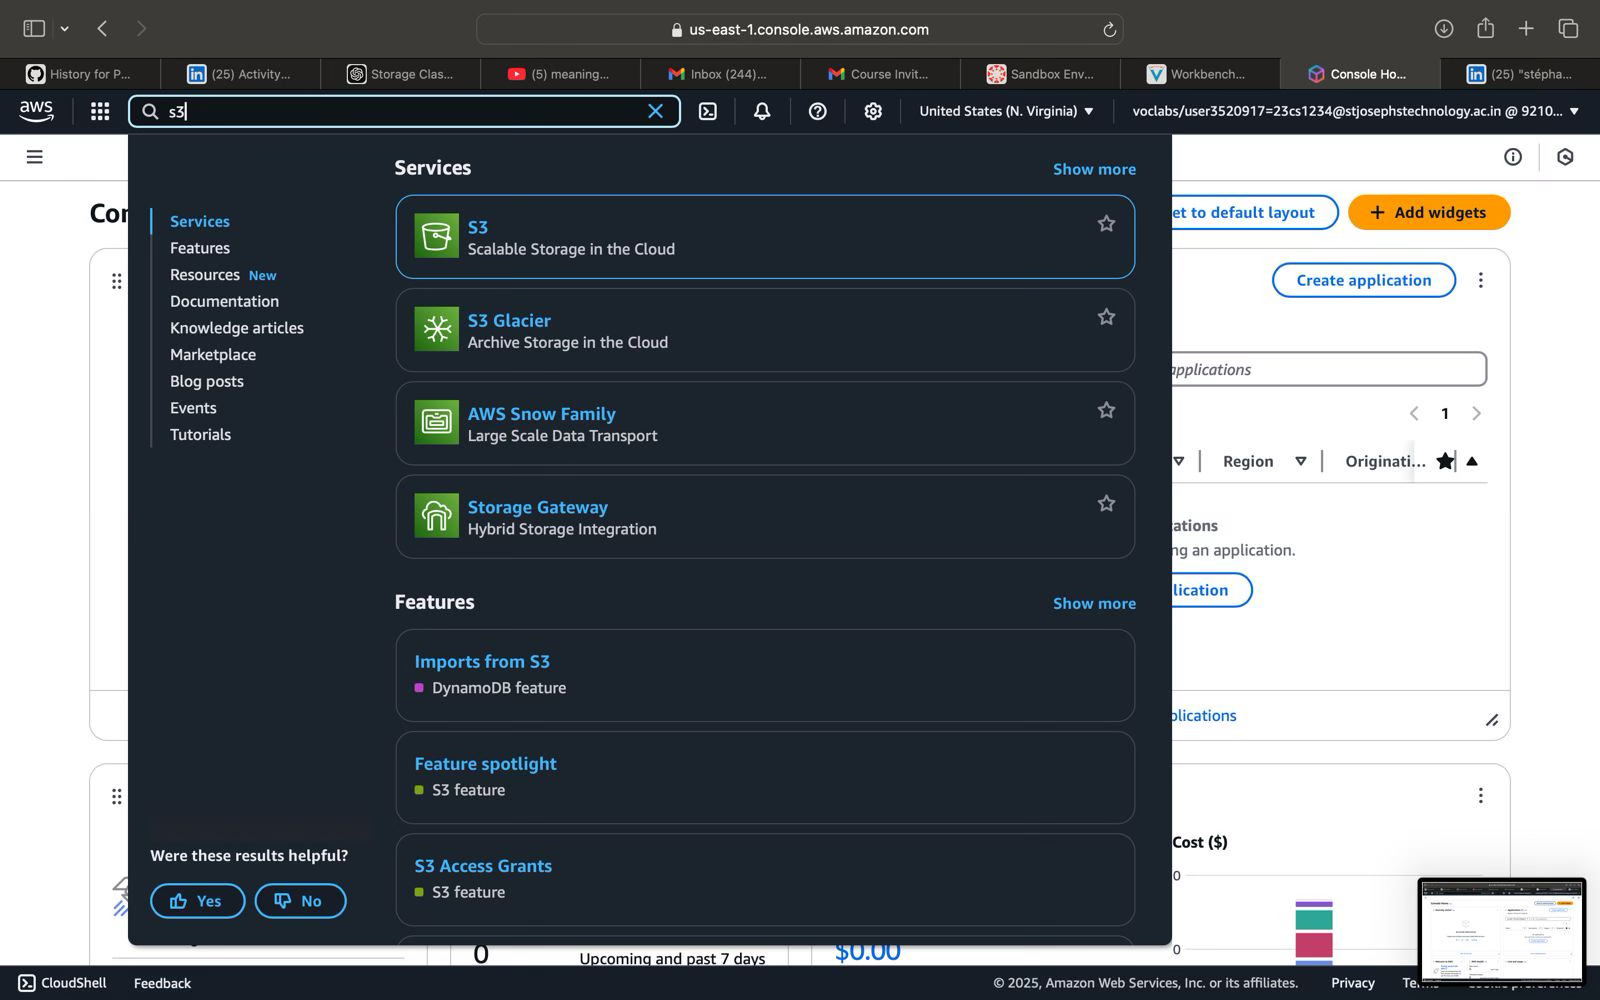 us-east-1.console.aws.amazon.com
History for P...
(25) Activity...
Storage Clas...
(5) meaning...
Inbox (244)...
Course Invit...
Sandbox Env...
Workbench...
Console Ho...
(25) "stépha...
aws
s3
United States (N. Virginia)
voclabs/user3520917=23cs1234@stjosephstechnology.ac.in @ 9210...
Services
Features
Resources New
Documentation
Knowledge articles
Marketplace
Blog posts
Events
Tutorials
Were these results helpful?
Yes
No
Services
Show more
S3
Scalable Storage in the Cloud
S3 Glacier
Archive Storage in the Cloud
AWS Snow Family
Large Scale Data Transport
Storage Gateway
Hybrid Storage Integration
Features
Show more
Imports from S3
DynamoDB feature
Feature spotlight
S3 feature
S3 Access Grants
S3 feature
Con
et to default layout
+ Add widgets
Create application
applications
1
Region
Originati...
ations
ng an application.
lication
plications
Cost ($)
0
0
0
Upcoming and past 7 days
$0.00
CloudShell
Feedback
© 2025, Amazon Web Services, Inc. or its affiliates.
Privacy
Terms
Cookie preferences